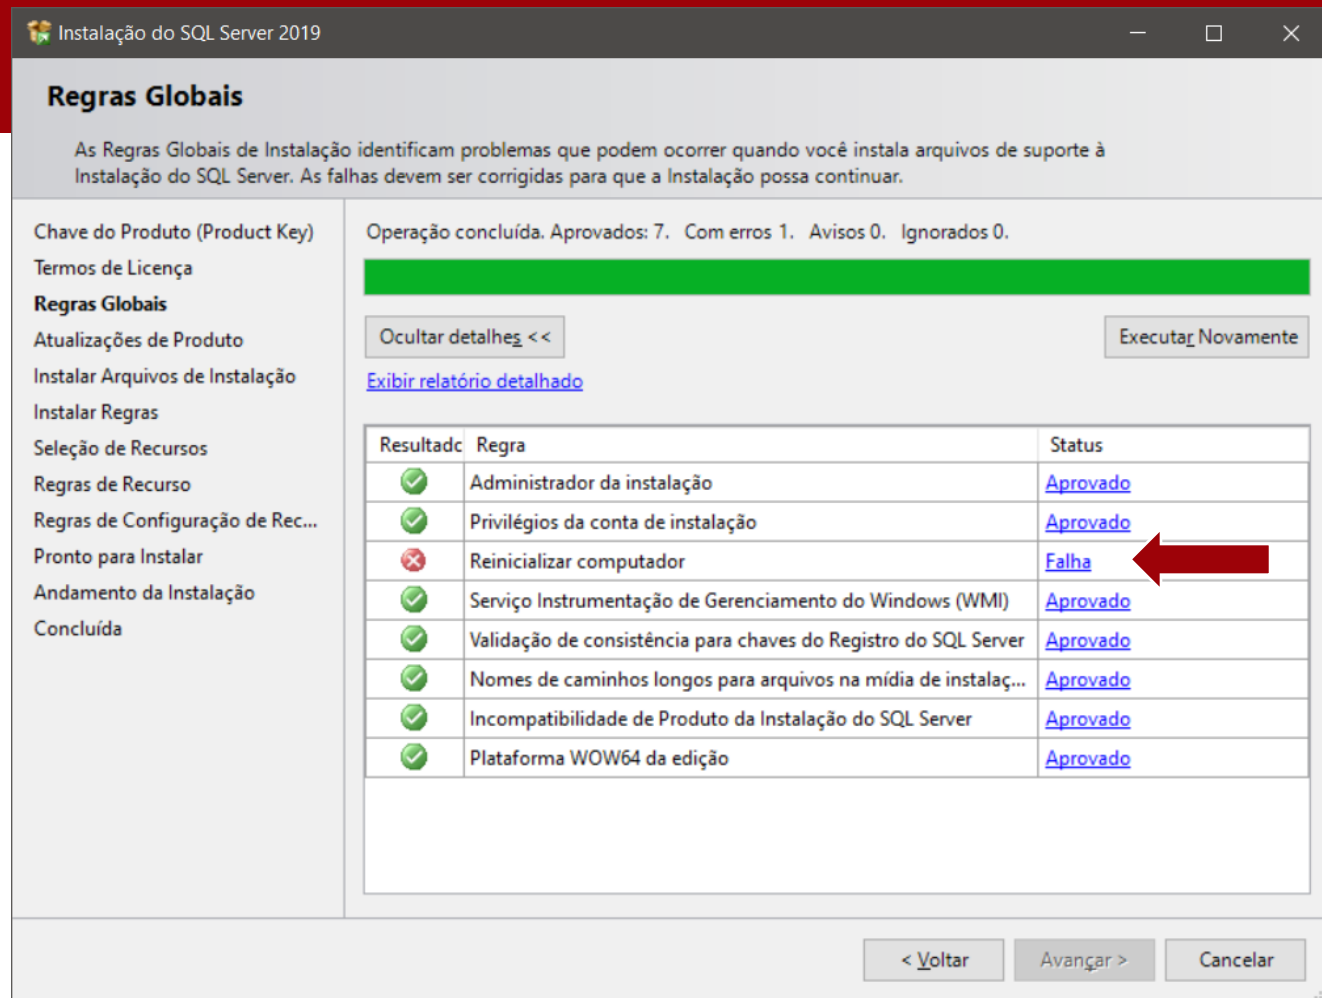 Instalação do SQL Server 2019
Regras Globais
As Regras Globais de Instalação identificam problemas que podem ocorrer quando você instala arquivos de suporte à
Instalação do SQL Server. As falhas devem ser corrigidas para que a Instalação possa continuar.
Chave do Produto (Product Key)
Termos de Licença
Regras Globais
Atualizações de Produto
Instalar Arquivos de Instalação
Instalar Regras
Seleção de Recursos
Regras de Recurso
Regras de Configuração de Rec...
Pronto para Instalar
Andamento da Instalação
Concluída
Operação concluída. Aprovados: 7. Com erros 1. Avisos 0. Ignorados 0.
Ocultar detalhes <<
Executar Novamente
Exibir relatório detalhado
Resultadc Regra Status
Administrador da instalação Aprovado
Privilégios da conta de instalação Aprovado
Reinicializar computador Falha
Serviço Instrumentação de Gerenciamento do Windows (WMI) Aprovado
Validação de consistência para chaves do Registro do SQL Server Aprovado
Nomes de caminhos longos para arquivos na mídia de instalaç... Aprovado
Incompatibilidade de Produto da Instalação do SQL Server Aprovado
Plataforma WOW64 da edição Aprovado
< Voltar
Avançar >
Cancelar